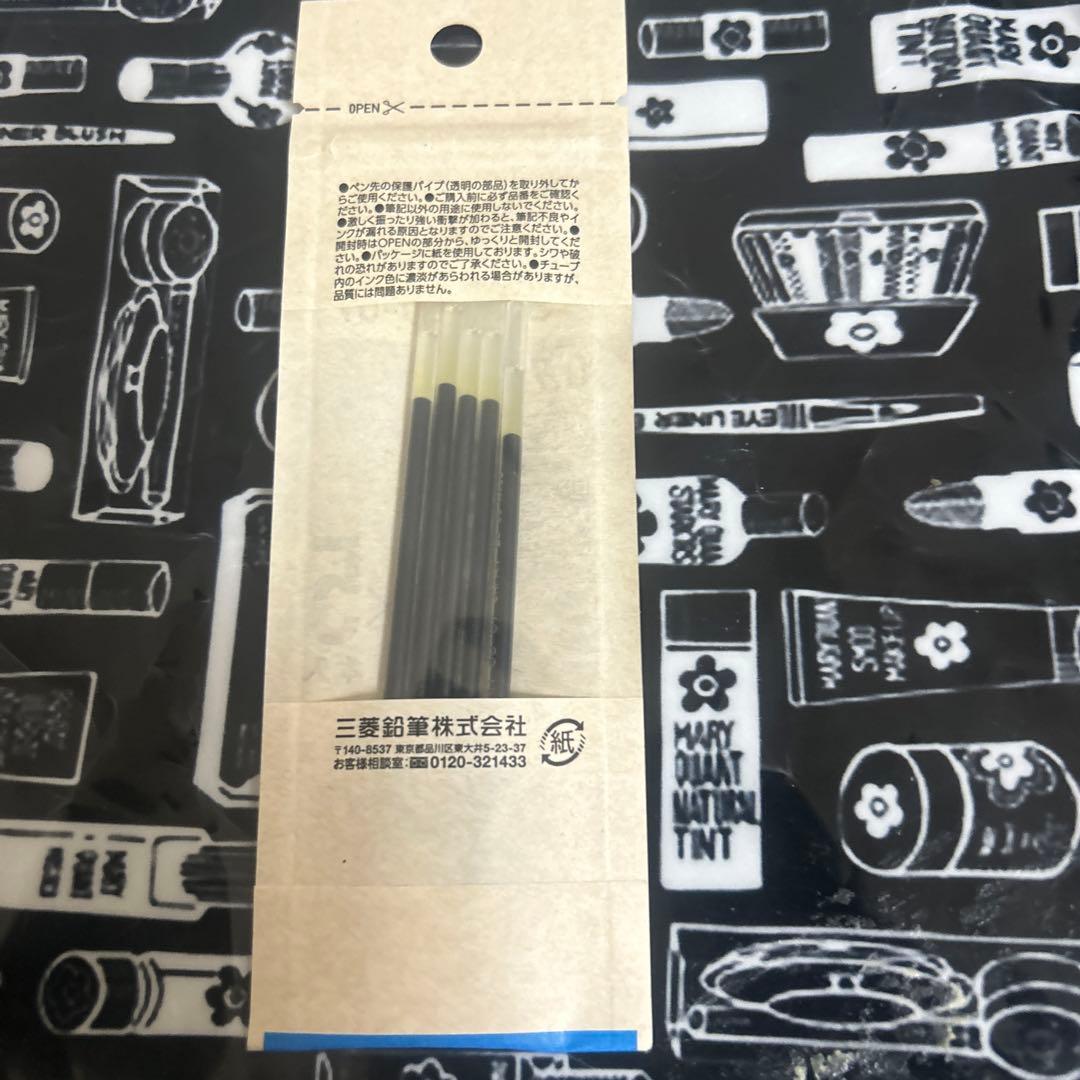 OPEN
●ペン先の保護パイプ(透明の部品)を取り外してか
らご使用ください。●ご購入前に必ず品番をご確認く
ださい。●筆記以外の用途に使用しないでください。
●激しく振ったり強い衝撃が加わると、筆記不良やイ
ンクが漏れる原因となりますのでご注意ください。●
開封時はOPENの部分から、ゆっくりと開封してくだ
さい。●パッケージに紙を使用しております。シワや破
れの恐れがありますのでご了承ください。●チューブ
内のインク色に濃淡があらわれる場合がありますが、
品質には問題ありません。
三菱鉛筆株式会社
〒140-8537 東京都品川区東大井5-23-37
お客様相談室:0120-321433
紙
MARY
QUANT
NATURAL
TINT
EYE LINER
MARY
QUANT
NATURAL
TINT